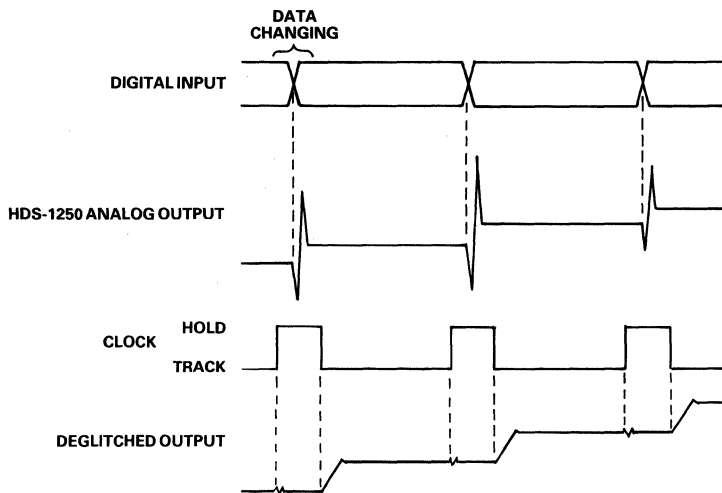 DATA
CHANGING
DIGITAL INPUT
HDS-1250 ANALOG OUTPUT
HOLD
CLOCK
TRACK
DEGLITCHED OUTPUT